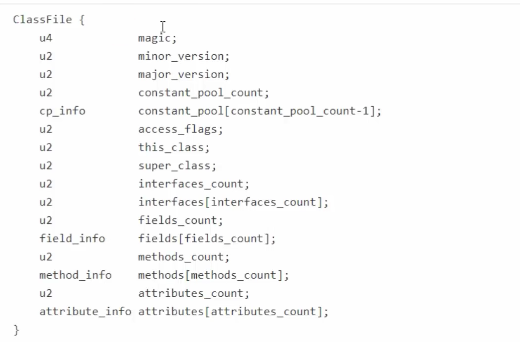 ClassFile {
u4 magic;
u2 minor_version;
u2 major_version;
u2 constant_pool_count;
cp_info constant_pool[constant_pool_count-1];
u2 access_flags;
u2 this_class;
u2 super_class;
u2 interfaces_count;
u2 interfaces[interfaces_count];
u2 fields_count;
field_info fields[fields_count];
u2 methods_count;
method_info methods[methods_count];
u2 attributes_count;
attribute_info attributes[attributes_count];
}